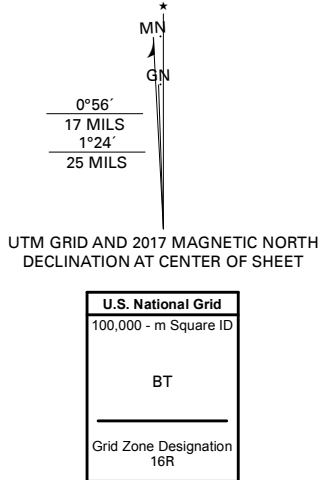 MN
GN
0°56´
17 MILS
1°24´
25 MILS
UTM GRID AND 2017 MAGNETIC NORTH
DECLINATION AT CENTER OF SHEET
U.S. National Grid
100,000 - m Square ID
BT
Grid Zone Designation
16R